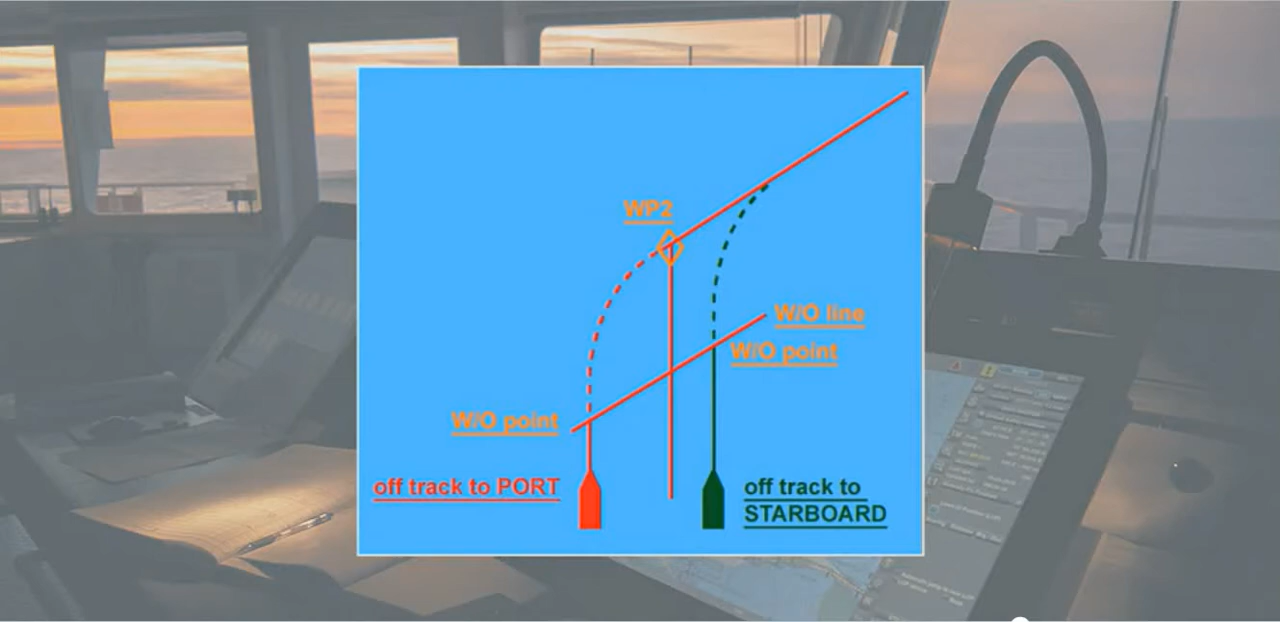 WP2
W/O line
W/O point
W/O point
off track to PORT
off track to
STARBOARD